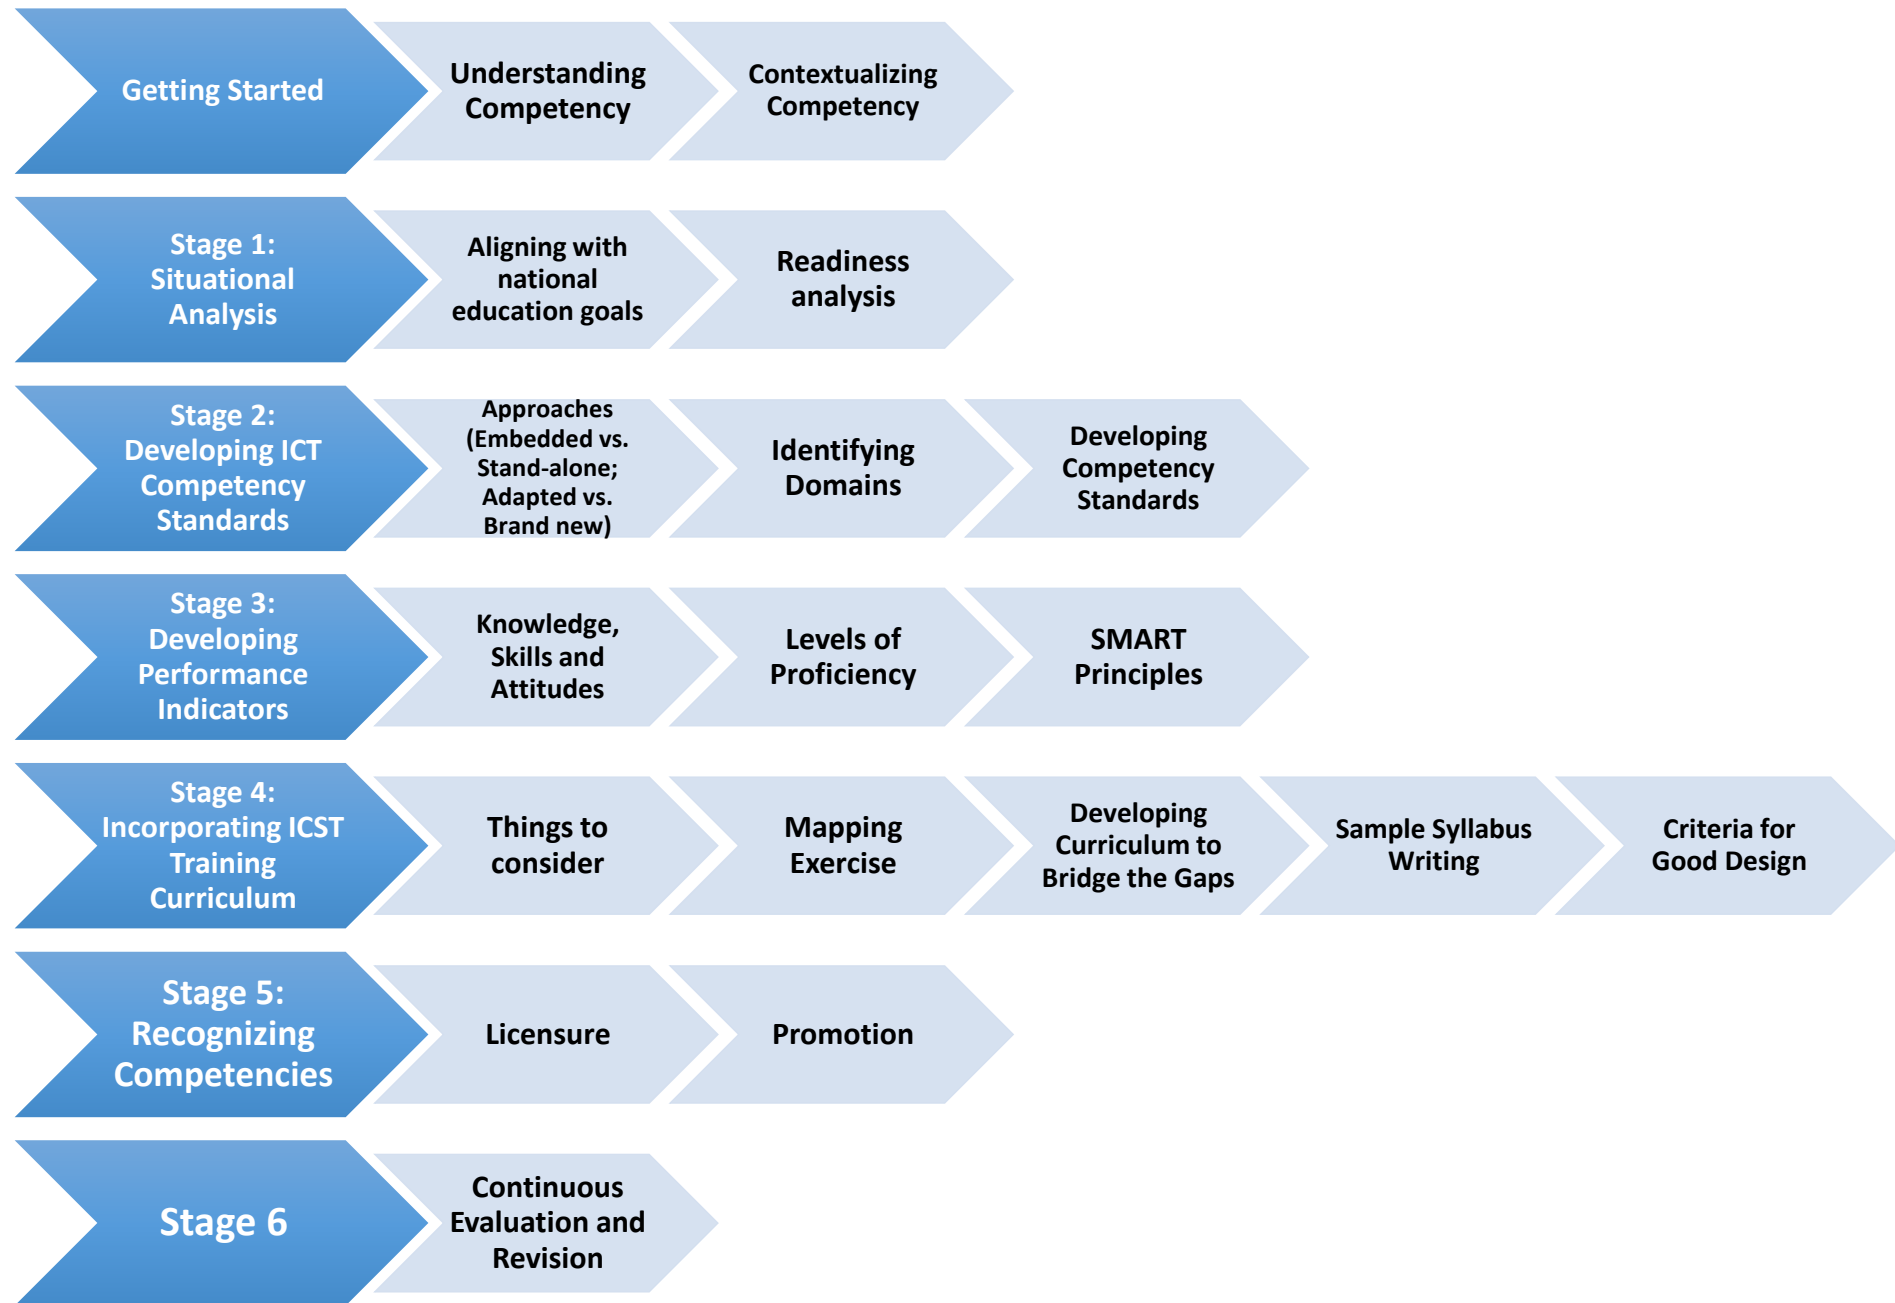 Getting Started
Understanding
Competency
Contextualizing
Competency
Stage 1:
Situational
Analysis
Aligning with
national
education goals
Readiness
analysis
Stage 2:
Developing ICT
Competency
Standards
Approaches
(Embedded vs.
Stand-alone;
Adapted vs.
Brand new)
Identifying
Domains
Developing
Competency
Standards
Stage 3:
Developing
Performance
Indicators
Knowledge,
Skills and
Attitudes
Levels of
Proficiency
SMART
Principles
Stage 4:
Incorporating ICST
Training
Curriculum
Things to
consider
Mapping
Exercise
Developing
Curriculum to
Bridge the Gaps
Sample Syllabus
Writing
Criteria for
Good Design
Stage 5:
Recognizing
Competencies
Licensure
Promotion
Stage 6
Continuous
Evaluation and
Revision